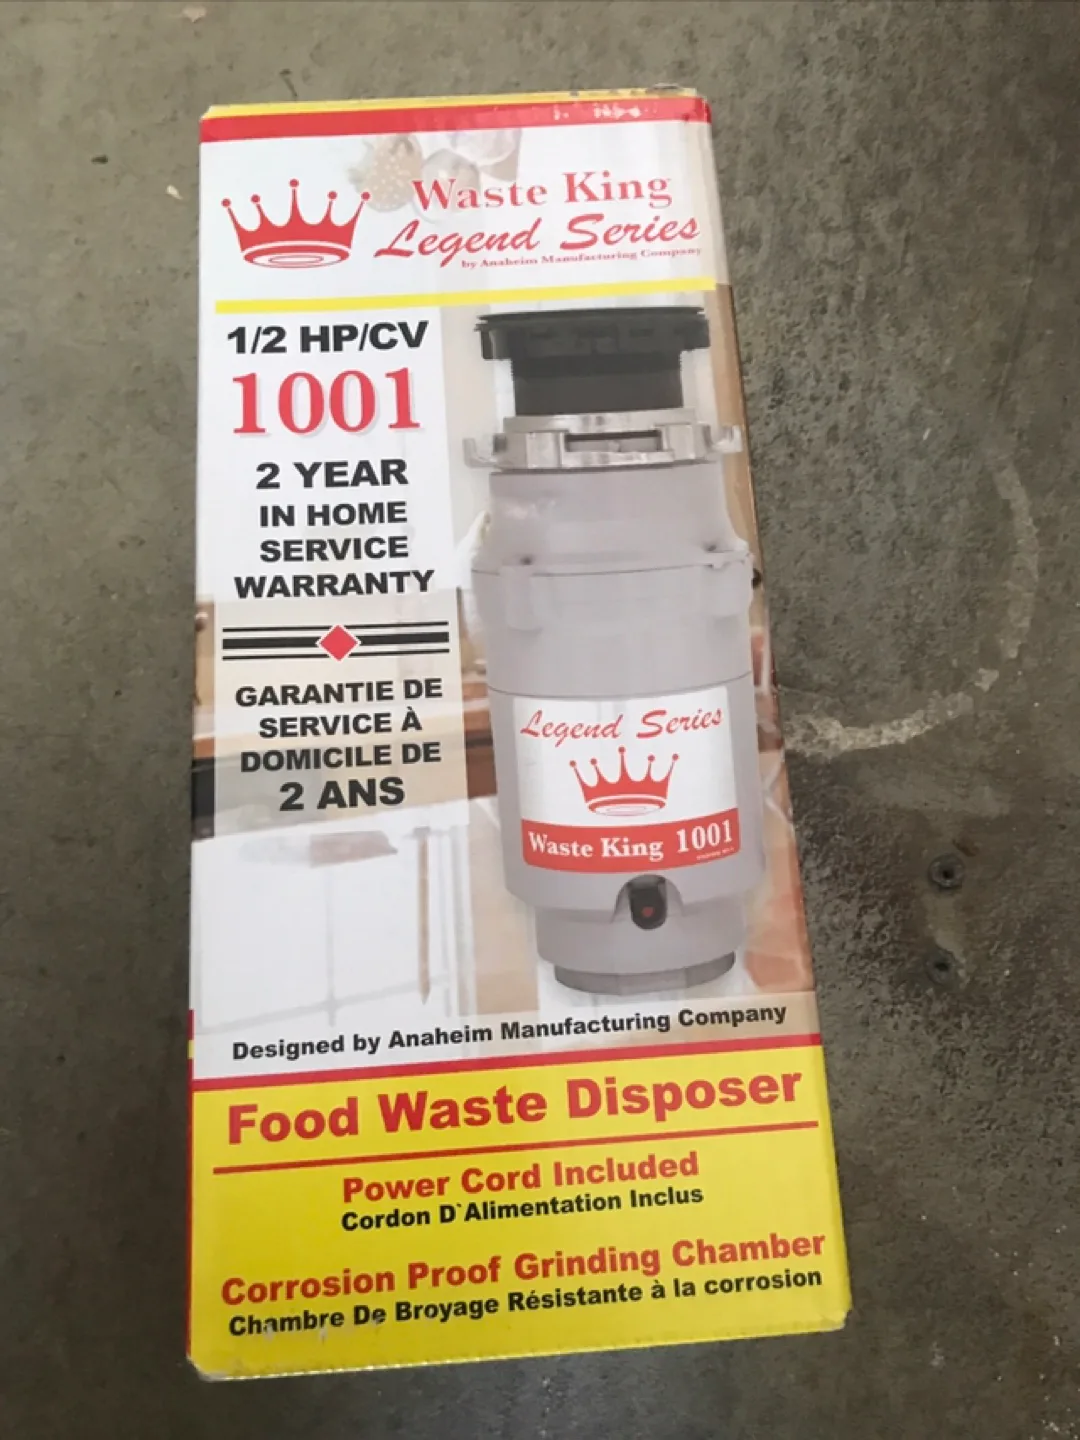 Waste King
Legend Series
by Anaheim Manufacturing Company
1/2 HP/CV
1001
2 YEAR
IN HOME
SERVICE
WARRANTY
GARANTIE DE
SERVICE À
DOMICILE DE
2 ANS
Legend Series
Waste King 1001
Designed by Anaheim Manufacturing Company
Food Waste Disposer
Power Cord Included
Cordon D`Alimentation Inclus
Corrosion Proof Grinding Chamber
Chambre De Broyage Résistante à la corrosion